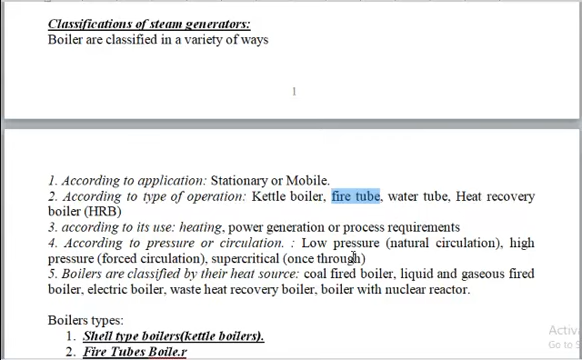 Classifications of steam generators:
Boiler are classified in a variety of ways
1
1. According to application: Stationary or Mobile.
2. According to type of operation: Kettle boiler, fire tube, water tube, Heat recovery
boiler (HRB)
3. according to its use: heating, power generation or process requirements
4. According to pressure or circulation. : Low pressure (natural circulation), high
pressure (forced circulation), supercritical (once through)
5. Boilers are classified by their heat source: coal fired boiler, liquid and gaseous fired
boiler, electric boiler, waste heat recovery boiler, boiler with nuclear reactor.
Boilers types:
1. Shell type boilers(kettle boilers).
2. Fire Tubes Boile.r
Go to